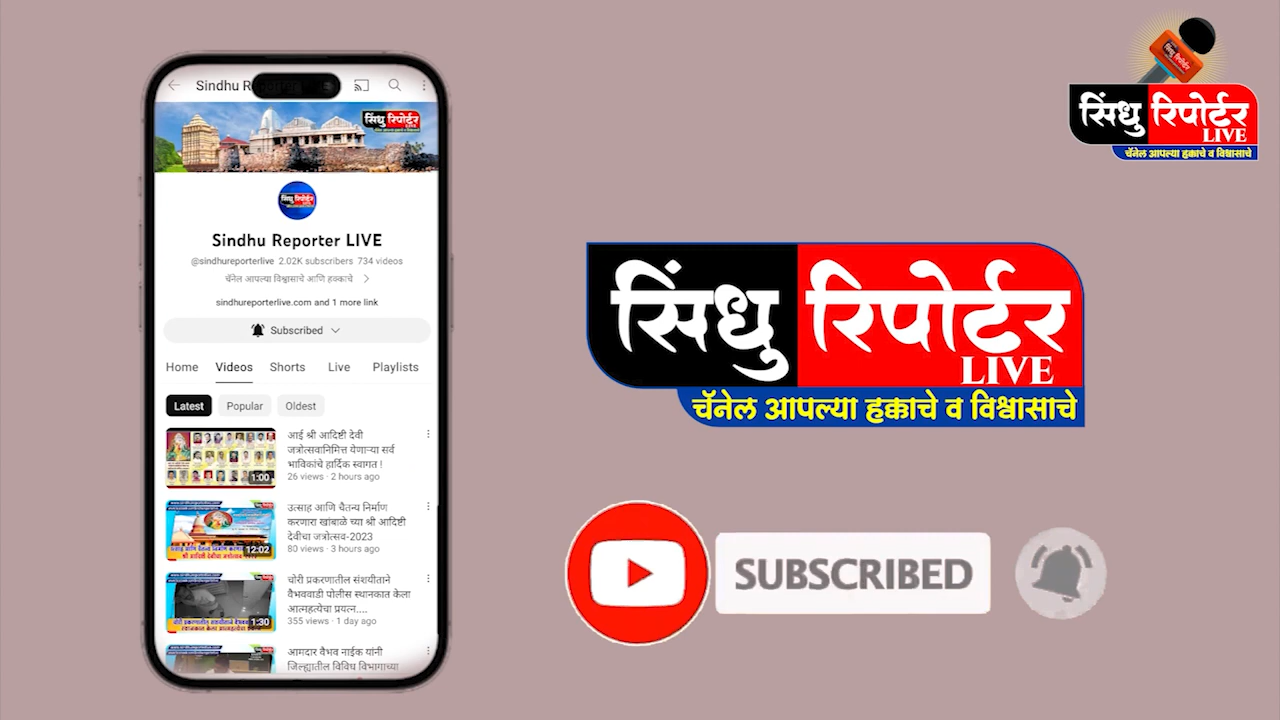 Sindhu R
सिंधु रिपोर्टर
LIVE
Sindhu Reporter LIVE
@sindhureporterlive 2.02K subscribers 734 videos
चॅनेल आपल्या विश्वासाचे आणि हक्काचे
sindhureporterlive.com and 1 more link
Subscribed
Home Videos Shorts Live Playlists
Latest Popular Oldest
आई श्री आदिष्टी देवी
जत्रोत्सवानिमित्त येणाऱ्या सर्व
भाविकांचे हार्दिक स्वागत !
26 views · 2 hours ago
1:00
उत्साह आणि चैतन्य निर्माण
करणारा खांबाळे च्या श्री आदिष्टी
देवीचा जत्रोत्सव-2023
80 views · 3 hours ago
12:02
चोरी प्रकरणातील संशयीताने
वैभववाडी पोलीस स्थानकात केला
आत्महत्येचा प्रयत्न....
355 views · 1 day ago
1:30
आमदार वैभव नाईक यांनी
जिल्ह्यातील विविध विभागाच्या
सिंधु रिपोर्टर
LIVE
चॅनेल आपल्या हक्काचे व विश्वासाचे
सिंधु रिपोर्टर
LIVE
चॅनेल आपल्या हक्काचे व विश्वासाचे
SUBSCRIBED